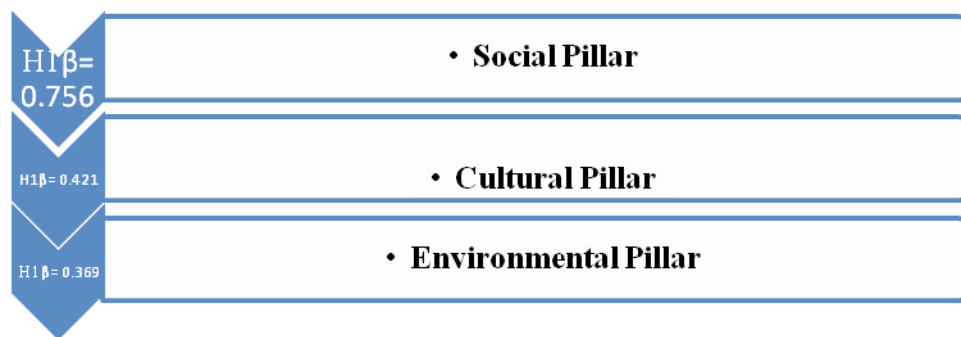 H1β=
0.756
• Social Pillar
H1β= 0.421
• Cultural Pillar
H1β= 0.369
• Environmental Pillar